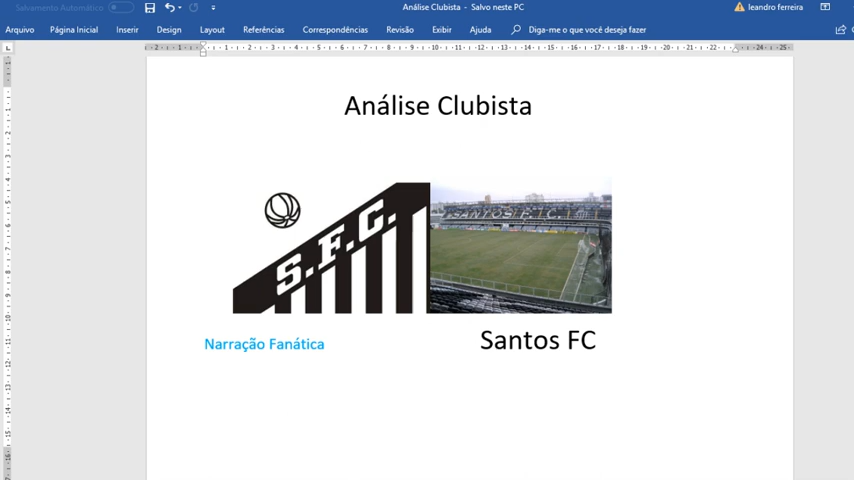 Salvamento Automático
Análise Clubista - Salvo neste PC
leandro ferreira
Arquivo Página Inicial Inserir Design Layout Referências Correspondências Revisão Exibir Ajuda Diga-me o que você deseja fazer
Análise Clubista
S.F.C.
SANTOS F. C.
Narração Fanática
Santos FC